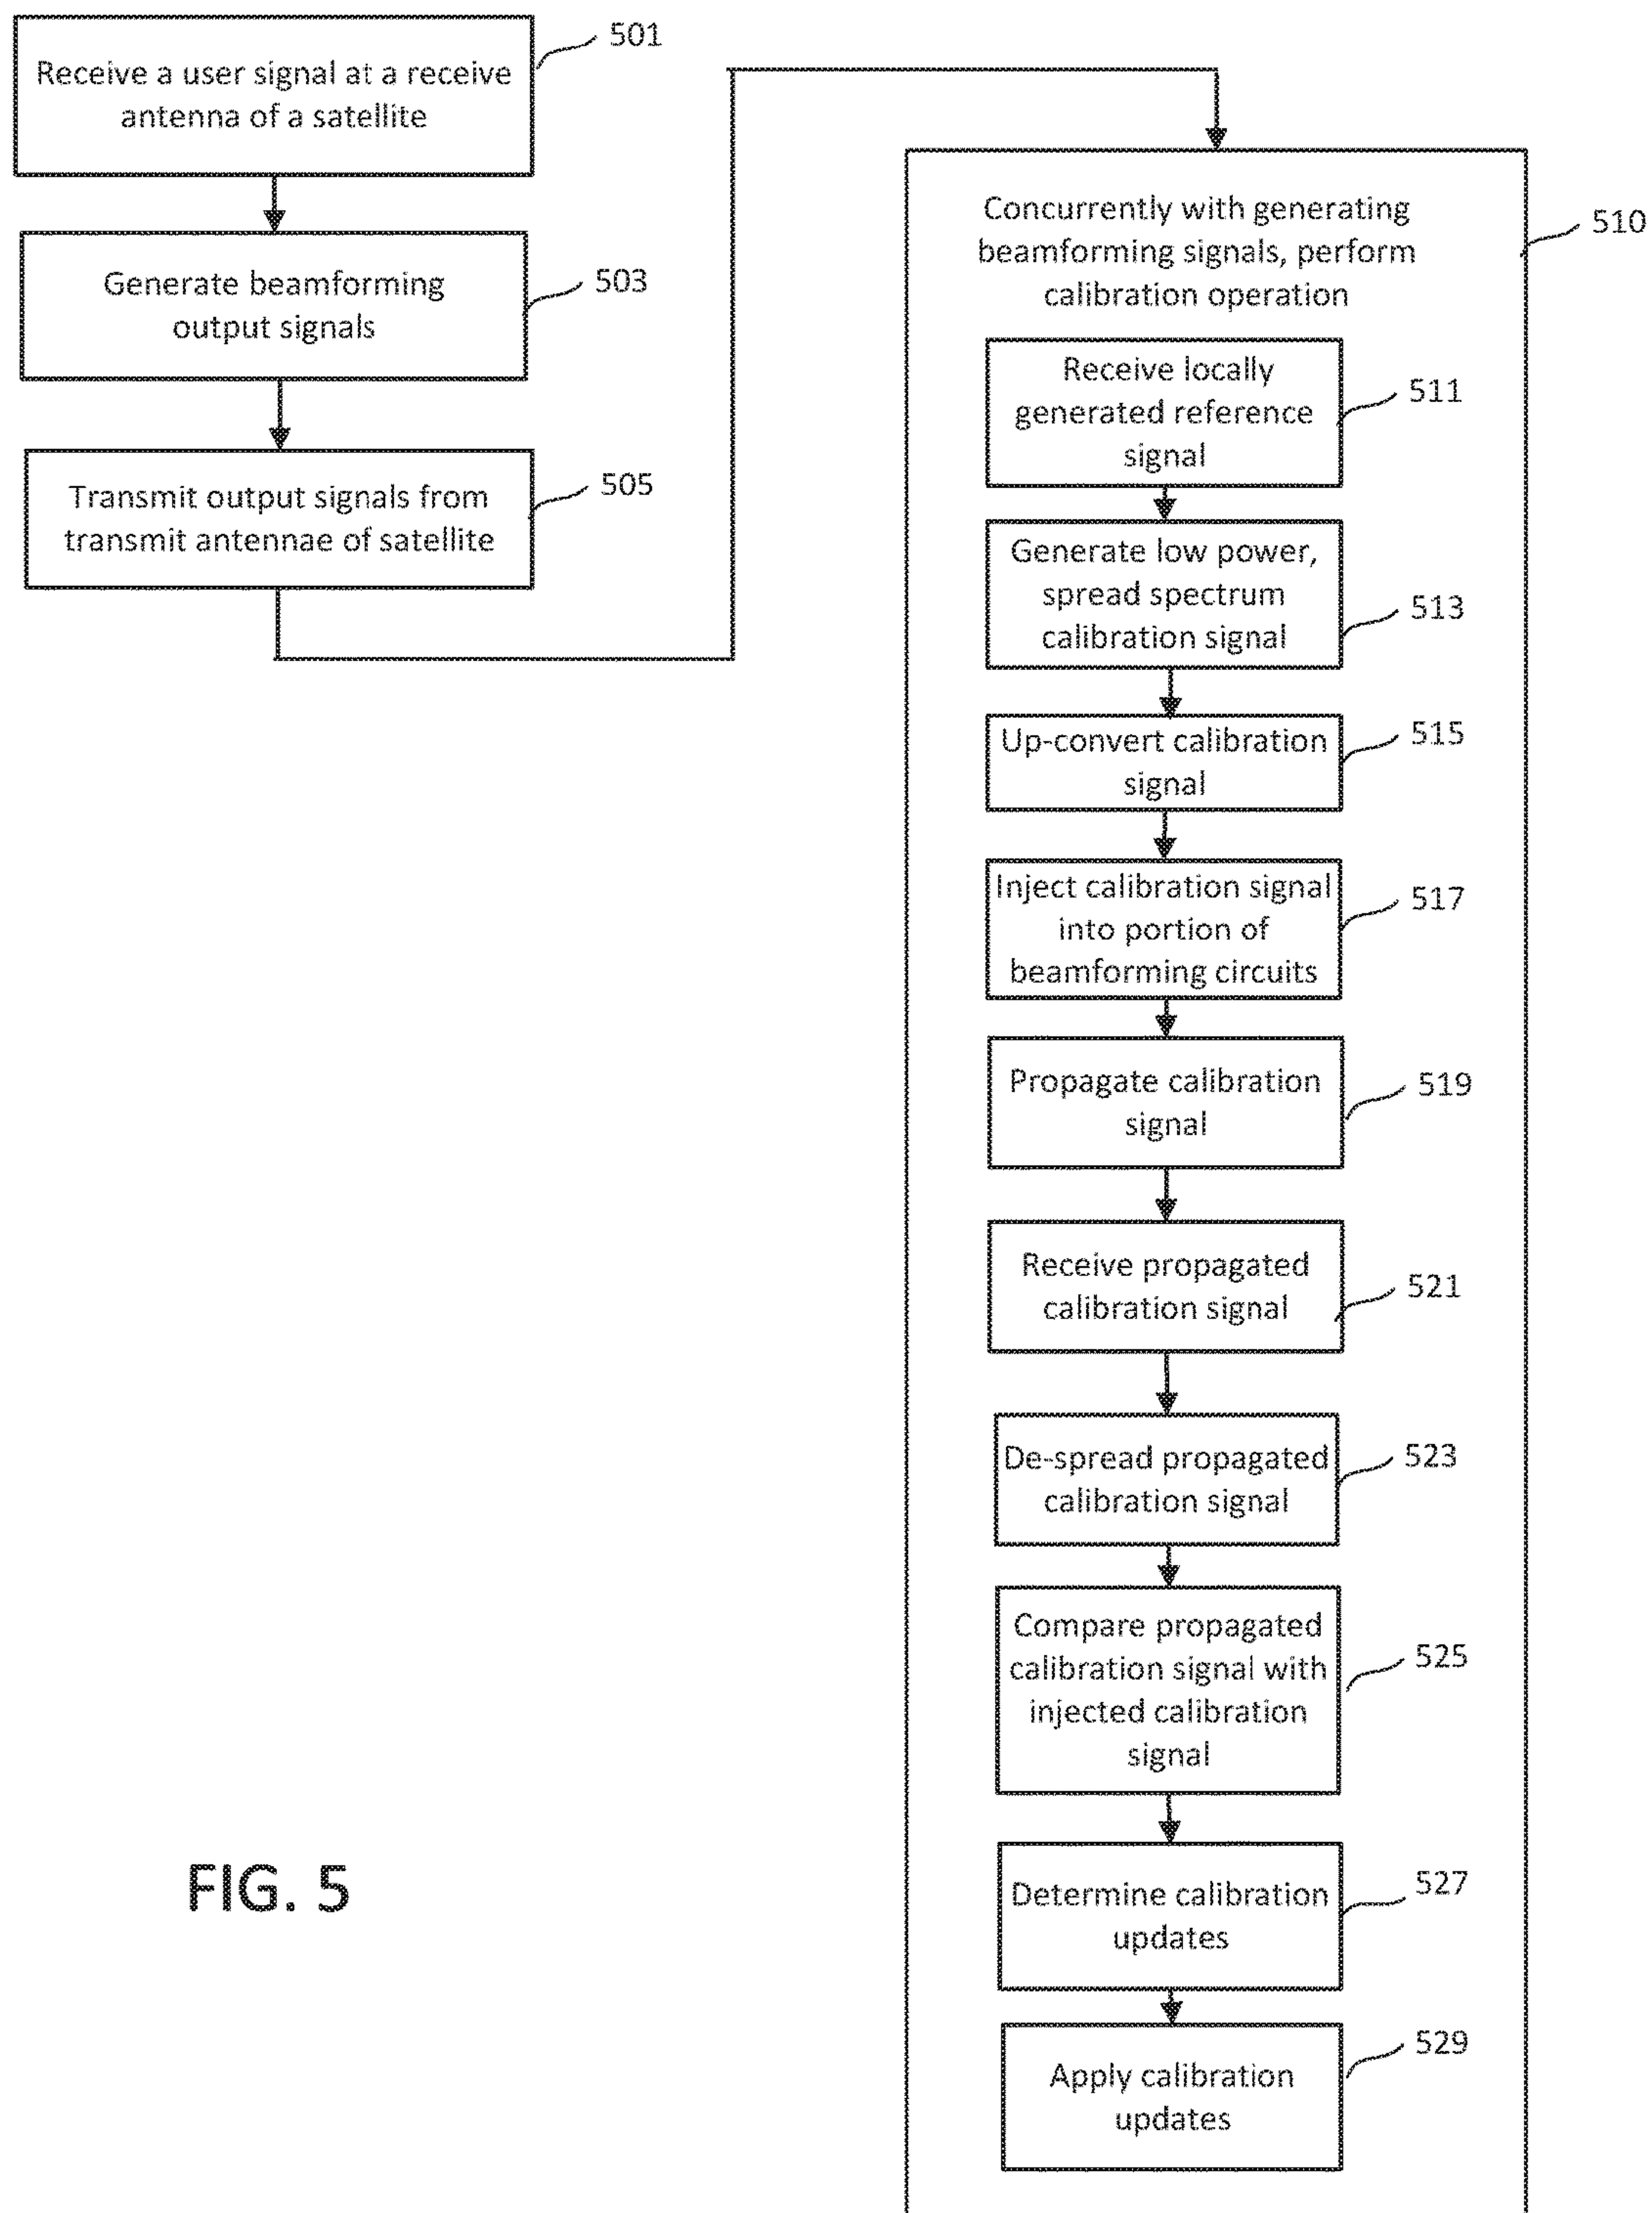 Receive a user signal at a receive
antenna of a satellite
501
Generate beamforming
output signals
503
Transmit output signals from
transmit antennae of satellite
505
Concurrently with generating
beamforming signals, perform
calibration operation
510
Receive locally
generated reference
signal
511
Generate low power,
spread spectrum
calibration signal
513
Up-convert calibration
signal
515
Inject calibration signal
into portion of
beamforming circuits
517
Propagate calibration
signal
519
Receive propagated
calibration signal
521
De-spread propagated
calibration signal
523
Compare propagated
calibration signal with
injected calibration
signal
525
Determine calibration
updates
527
Apply calibration
updates
529
FIG. 5